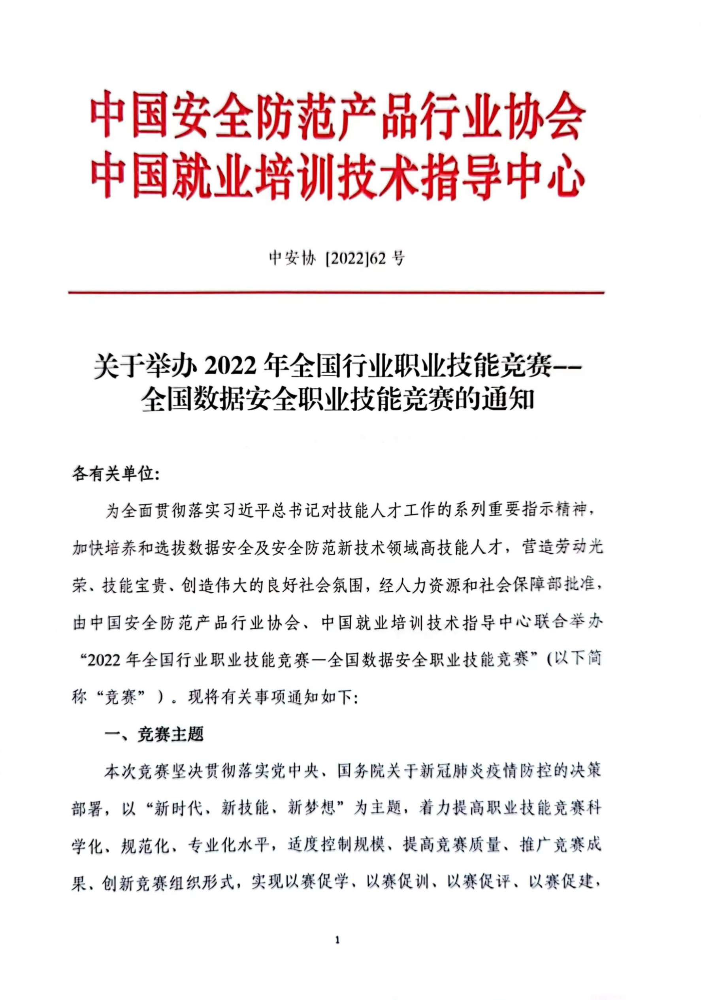 中国安全防范产品行业协会
中国就业培训技术指导中心
中安协 [2022]62 号
关于举办 2022 年全国行业职业技能竞赛--
全国数据安全职业技能竞赛的通知
各有关单位:
为全面贯彻落实习近平总书记对技能人才工作的系列重要指示精神，
加快培养和选拔数据安全及安全防范新技术领域高技能人才，营造劳动光
荣、技能宝贵、创造伟大的良好社会氛围，经人力资源和社会保障部批准，
由中国安全防范产品行业协会、中国就业培训技术指导中心联合举办
“2022 年全国行业职业技能竞赛—全国数据安全职业技能竞赛”(以下简
称“竞赛”）。现将有关事项通知如下:
一、竞赛主题
本次竞赛坚决贯彻落实党中央、国务院关于新冠肺炎疫情防控的决策
部署，以“新时代、新技能、新梦想”为主题，着力提高职业技能竞赛科
学化、规范化、专业化水平，适度控制规模、提高竞赛质量、推广竞赛成
果、创新竞赛组织形式，实现以赛促学、以赛促训、以赛促评、以赛促建，
1